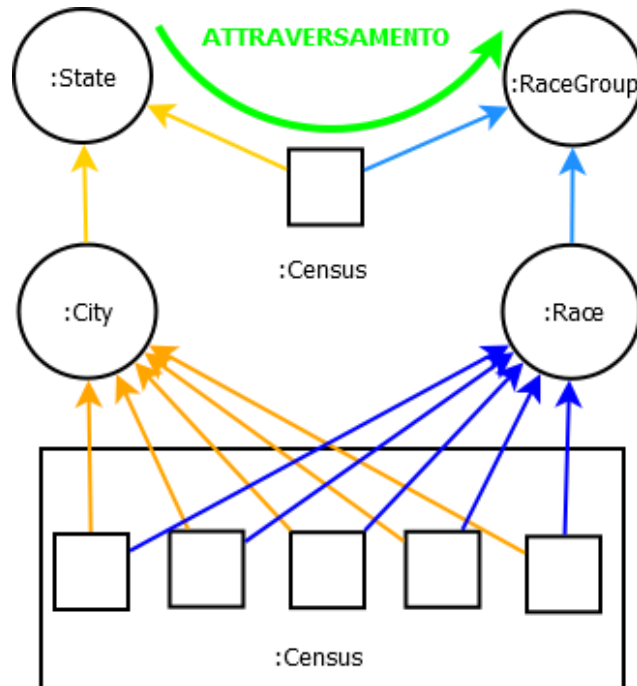 ATTRAVERSAMENTO
:State
:RaceGroup
:Census
:City
:Race
:Census